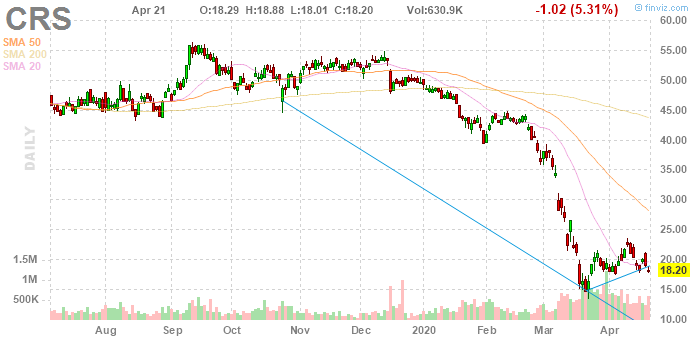 CRS
Apr 21 O:18.29 H:18.88 L:18.01 C:18.20 Vol:630.9K -1.02 (5.31%)
© finviz.com
SMA 50
SMA 200
SMA 20
DAILY
60.00
55.00
50.00
45.00
40.00
35.00
30.00
25.00
20.00
18.20
15.00
10.00
1.5M
1M
500K
Aug Sep Oct Nov Dec 2020 Feb Mar Apr